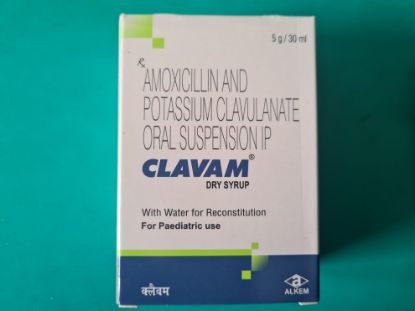 5 g / 30 ml
Rx
AMOXICILLIN AND
POTASSIUM CLAVULANATE
ORAL SUSPENSION IP
CLAVAM®
DRY SYRUP
With Water for Reconstitution
For Paediatric use
क्लैवम
a
ALKEM